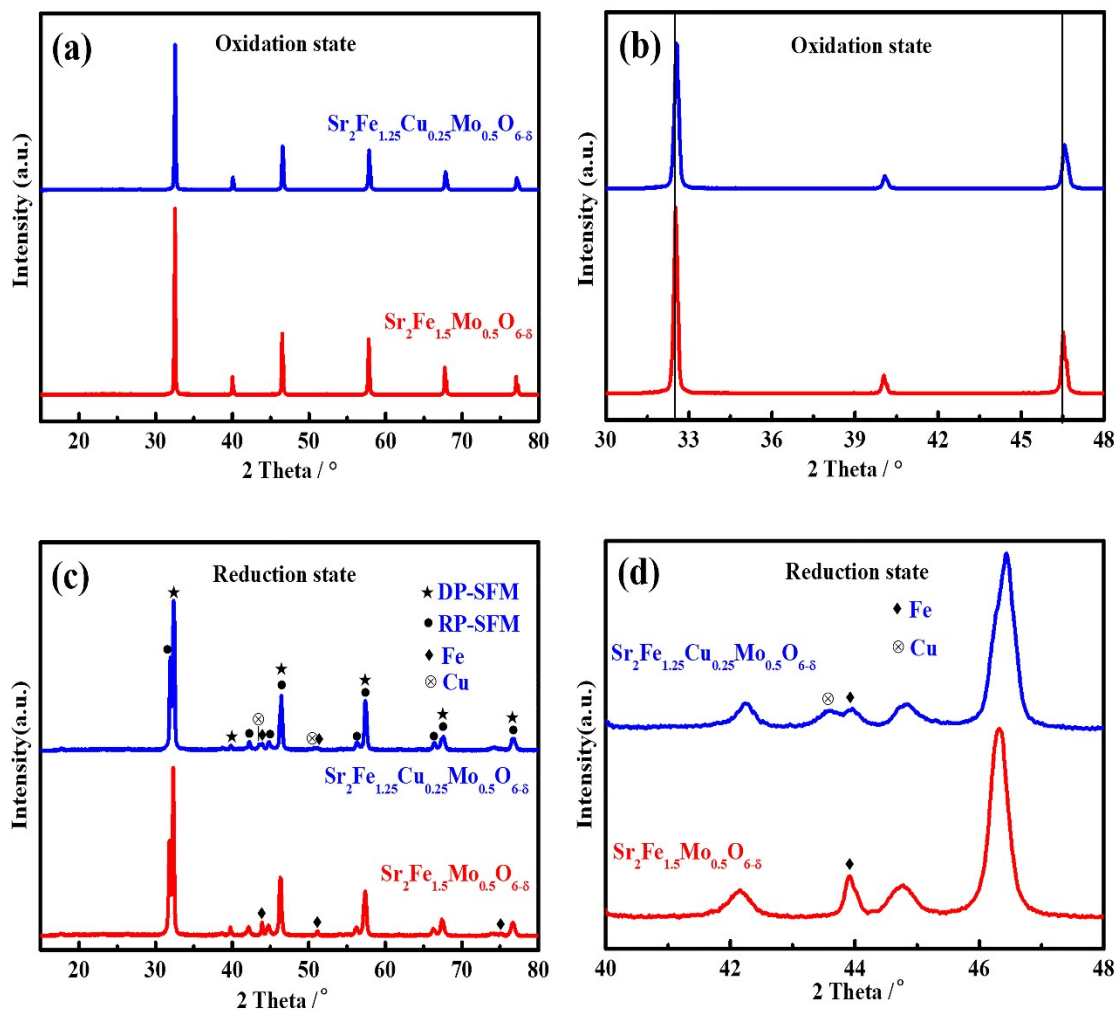 (a)
Oxidation state
Sr₂Fe₁.₂₅Cu₀.₂₅Mo₀.₅O₆₋δ
Sr₂Fe₁.₅Mo₀.₅O₆₋δ
Intensity (a.u.)
20 30 40 50 60 70 80
2 Theta / °
(b)
Oxidation state
Intensity (a.u.)
30 33 36 39 42 45 48
2 Theta / °
(c)
Reduction state
★ DP-SFM
● RP-SFM
♦ Fe
⊗ Cu
Sr₂Fe₁.₂₅Cu₀.₂₅Mo₀.₅O₆₋δ
Sr₂Fe₁.₅Mo₀.₅O₆₋δ
Intensity(a.u.)
20 30 40 50 60 70 80
2 Theta /°
(d)
Reduction state
♦ Fe
⊗ Cu
Sr₂Fe₁.₂₅Cu₀.₂₅Mo₀.₅O₆₋δ
Sr₂Fe₁.₅Mo₀.₅O₆₋δ
Intensity(a.u.)
40 42 44 46 48
2 Theta /°